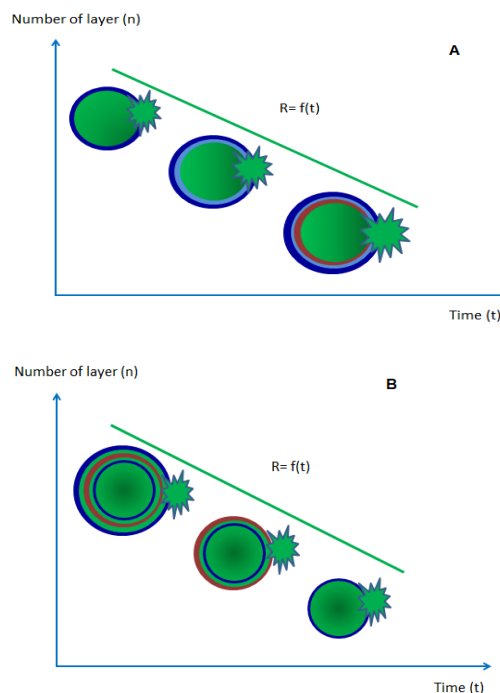 Number of layer (n)
A
R= f(t)
Time (t)
Number of layer (n)
B
R= f(t)
Time (t)